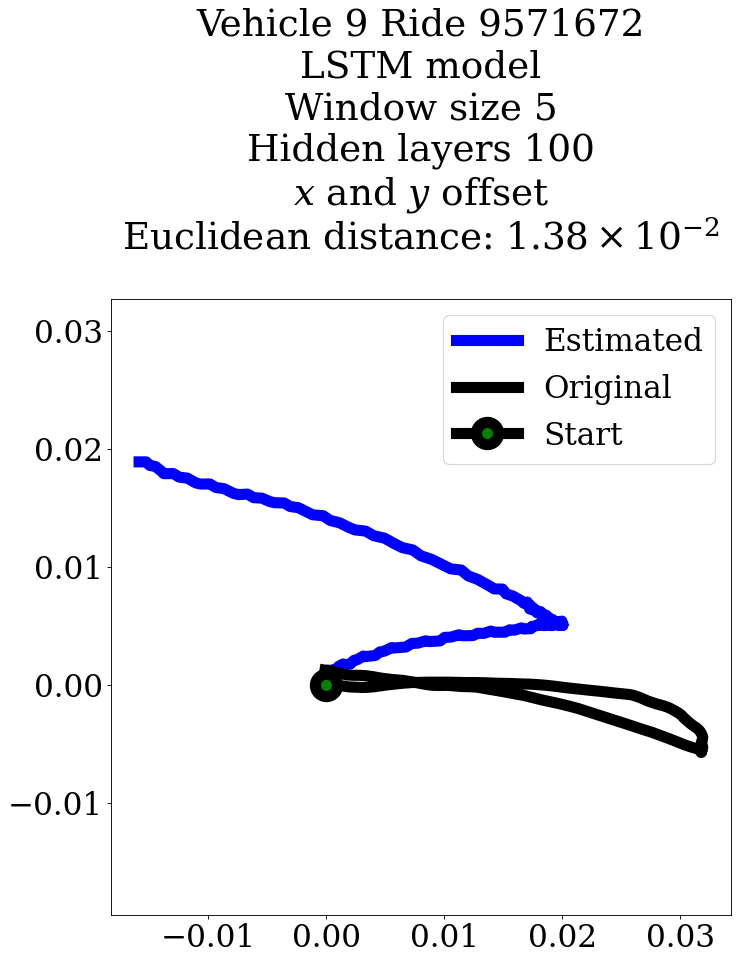 Vehicle 9 Ride 9571672
LSTM model
Window size 5
Hidden layers 100
x and y offset
Euclidean distance: 1.38 × 10⁻²
Estimated
Original
Start
0.03
0.02
0.01
0.00
−0.01
−0.01 0.00 0.01 0.02 0.03